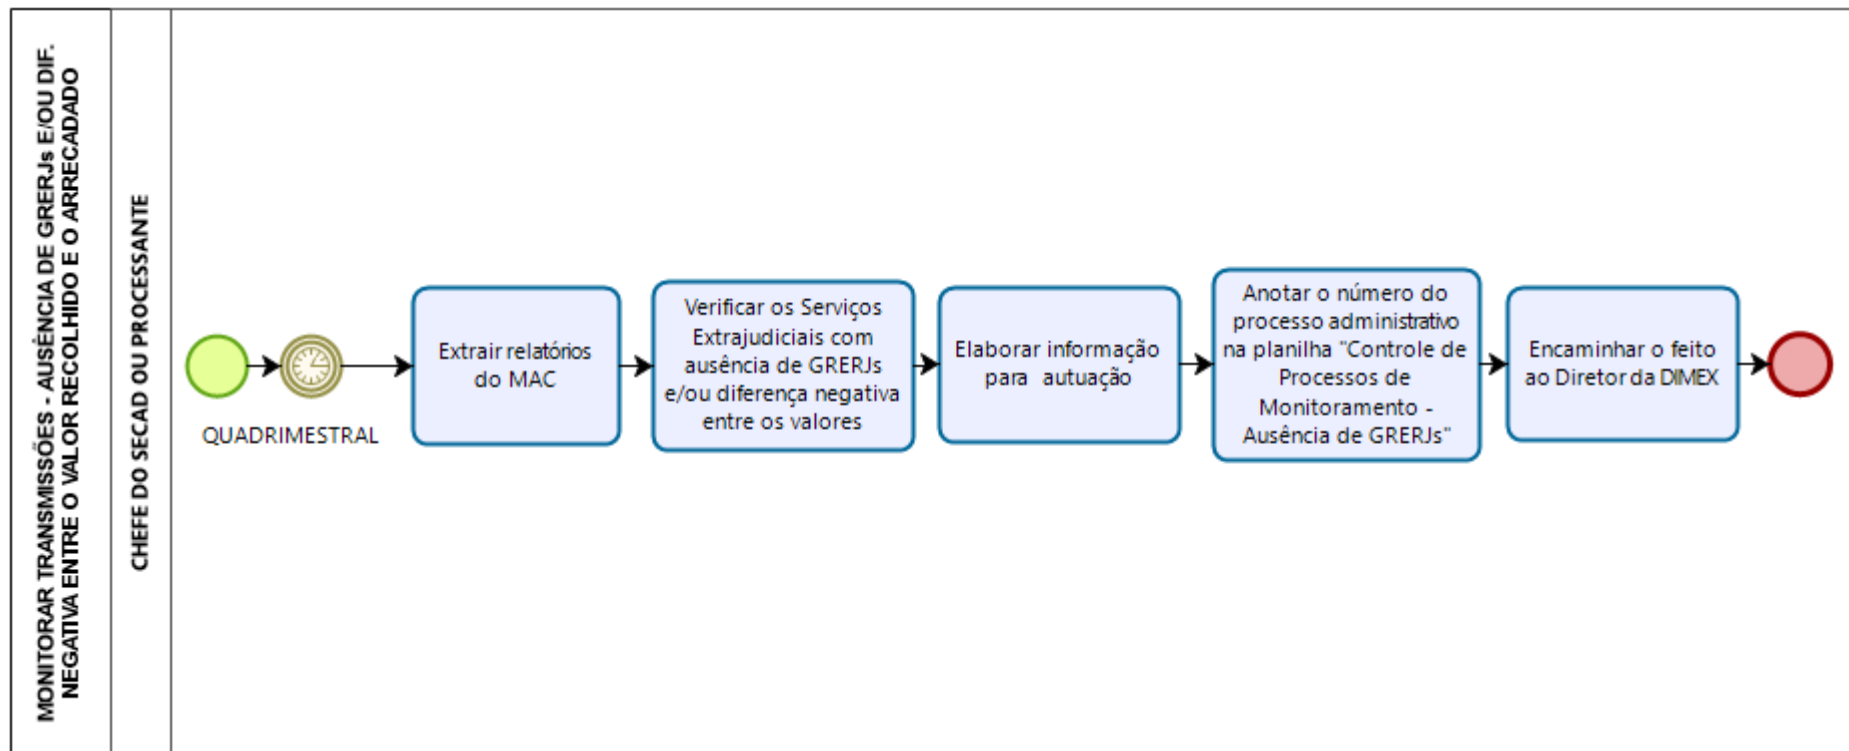 MONITORAR TRANSMISSÕES - AUSÊNCIA DE GRERJs E/OU DIF.
NEGATIVA ENTRE O VALOR RECOLHIDO E O ARRECADADO
CHEFE DO SECAD OU PROCESSANTE
QUADRIMESTRAL
Extrair relatórios
do MAC
Verificar os Serviços
Extrajudiciais com
ausência de GRERJs
e/ou diferença negativa
entre os valores
Elaborar informação
para autuação
Anotar o número do
processo administrativo
na planilha "Controle de
Processos de
Monitoramento -
Ausência de GRERJs"
Encaminhar o feito
ao Diretor da DIMEX